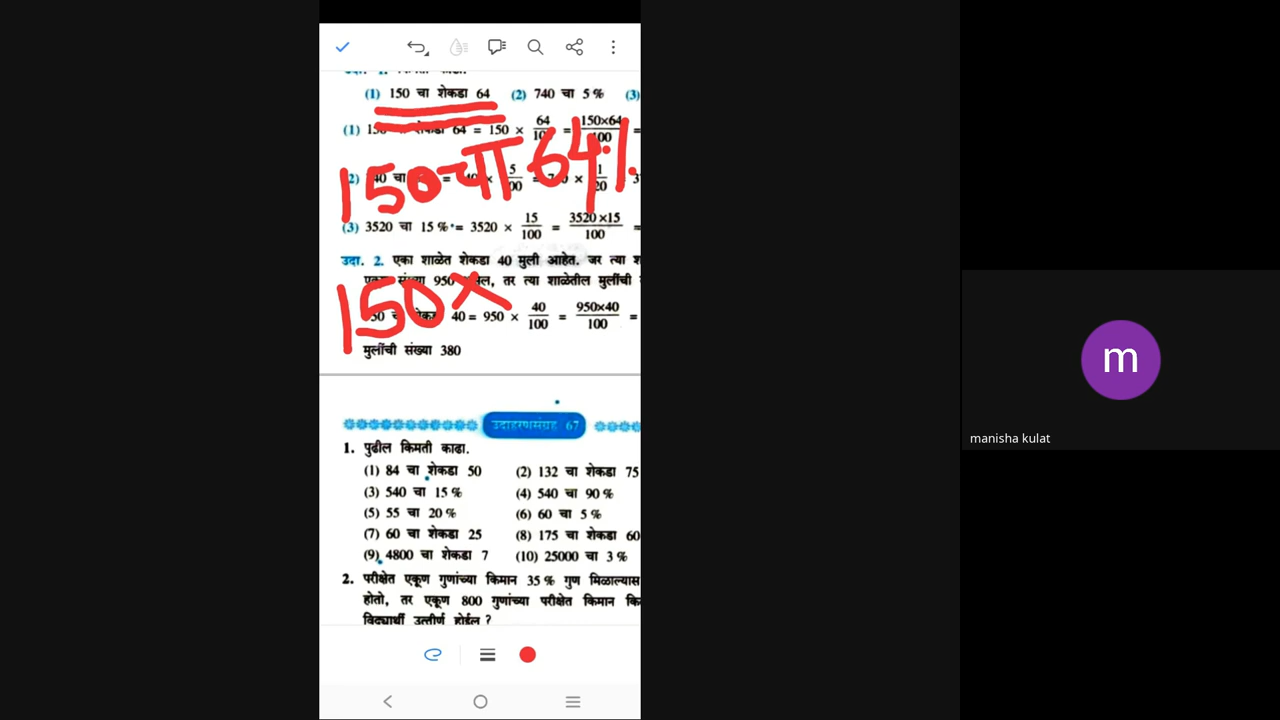 (1) 150 चा शेकडा 64 (2) 740 चा 5 % (3)
(1) 64 = 150 × 64 = 150×64 =
150 चा 64%
(3) 3520 चा 15 % = 3520 × 15/100 = 3520×15/100 =
उदा. 2. एका शाळेत शेकडा 40 मुली आहेत. जर त्या
950 तर त्या शाळेतील मुलींची
150 ×
40 = 950 × 40/100 = 950×40/100 =
मुलींची संख्या 380
उदाहरणसंग्रह 67
1. पुढील किमती काढा.
(1) 84 चा शेकडा 50 (2) 132 चा शेकडा 75
(3) 540 चा 15 % (4) 540 चा 90 %
(5) 55 चा 20 % (6) 60 चा 5 %
(7) 60 चा शेकडा 25 (8) 175 चा शेकडा 60
(9) 4800 चा शेकडा 7 (10) 25000 चा 3 %
2. परीक्षेत एकूण गुणांच्या किमान 35 % गुण मिळाल्यास
होतो, तर एकूण 800 गुणांच्या परीक्षेत किमान
विद्यार्थी उत्तीर्ण होईल ?
m
manisha kulat